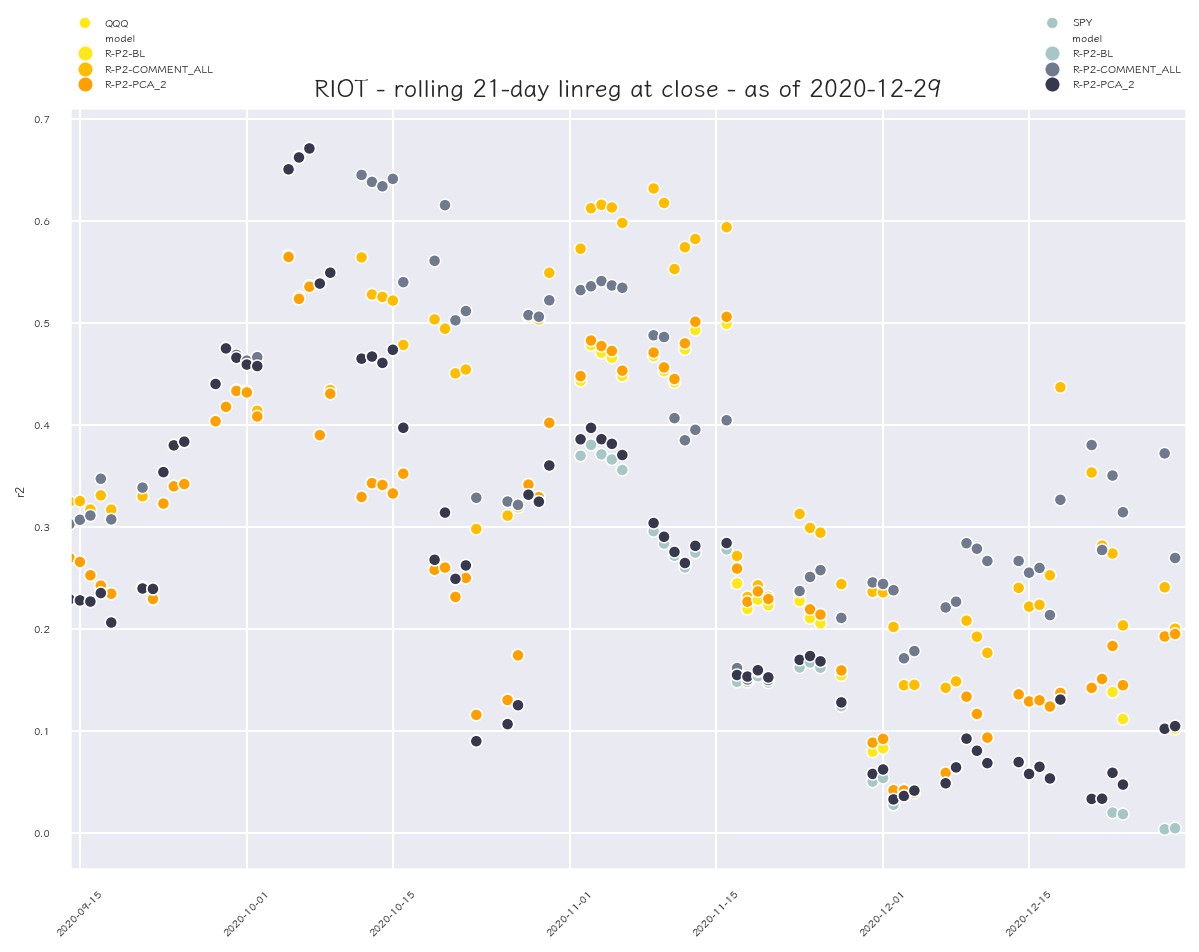 QQQ
model
R-P2-BL
R-P2-COMMENT_ALL
R-P2-PCA_2
SPY
model
R-P2-BL
R-P2-COMMENT_ALL
R-P2-PCA_2
RIOT - rolling 21-day linreg at close - as of 2020-12-29
0.7
0.6
0.5
0.4
0.3
0.2
0.1
0.0
r2
2020-09-15
2020-10-01
2020-10-15
2020-11-01
2020-11-15
2020-12-01
2020-12-15